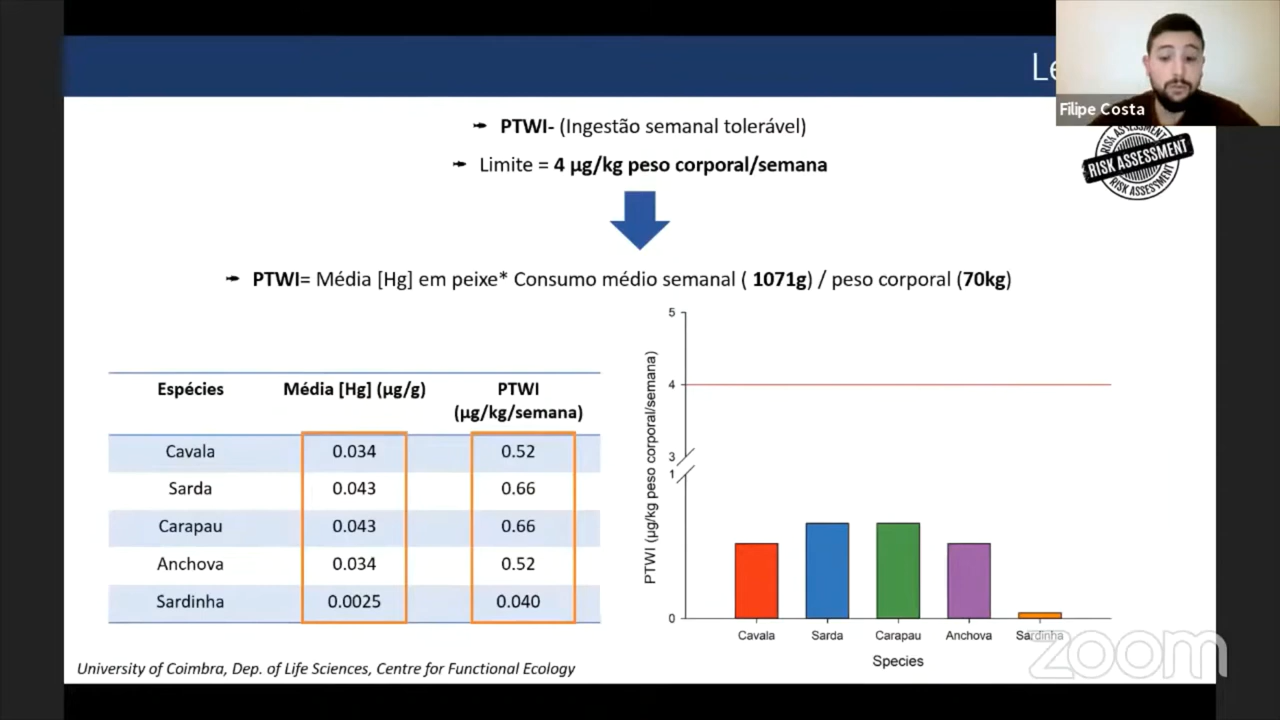 Filipe Costa
RISK ASSESSMENT
RISK ASSESSMENT
RISK ASSESSMENT
PTWI- (Ingestão semanal tolerável)
Limite = 4 µg/kg peso corporal/semana
PTWI= Média [Hg] em peixe* Consumo médio semanal ( 1071g) / peso corporal (70kg)
Espécies Média [Hg] (µg/g) PTWI
(µg/kg/semana)
Cavala 0.034 0.52
Sarda 0.043 0.66
Carapau 0.043 0.66
Anchova 0.034 0.52
Sardinha 0.0025 0.040
PTWI (µg/kg peso corporal/semana)
5
4
3
1
0
Cavala Sarda Carapau Anchova Sardinha
Species
zoom
University of Coimbra, Dep. of Life Sciences, Centre for Functional Ecology